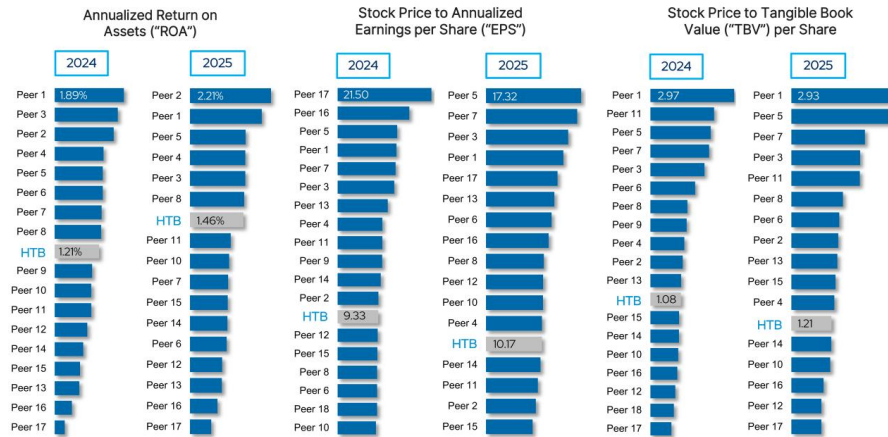 Annualized Return on
Assets (“ROA”)
2024
Peer 1 1.89%
Peer 3
Peer 2
Peer 4
Peer 5
Peer 6
Peer 7
Peer 8
HTB 1.21%
Peer 9
Peer 10
Peer 11
Peer 12
Peer 14
Peer 15
Peer 13
Peer 16
Peer 17
2025
Peer 2 2.21%
Peer 1
Peer 5
Peer 4
Peer 3
Peer 8
HTB 1.46%
Peer 11
Peer 10
Peer 7
Peer 15
Peer 14
Peer 6
Peer 12
Peer 13
Peer 16
Peer 17
Stock Price to Annualized
Earnings per Share (“EPS”)
2024
Peer 17 21.50
Peer 16
Peer 5
Peer 1
Peer 7
Peer 3
Peer 13
Peer 4
Peer 11
Peer 9
Peer 14
Peer 2
HTB 9.33
Peer 12
Peer 15
Peer 8
Peer 6
Peer 18
Peer 10
2025
Peer 5 17.32
Peer 7
Peer 3
Peer 1
Peer 17
Peer 13
Peer 6
Peer 16
Peer 8
Peer 12
Peer 10
Peer 4
HTB 10.17
Peer 14
Peer 11
Peer 2
Peer 15
Stock Price to Tangible Book
Value (“TBV”) per Share
2024
Peer 1 2.97
Peer 11
Peer 5
Peer 7
Peer 3
Peer 6
Peer 8
Peer 9
Peer 4
Peer 2
Peer 13
HTB 1.08
Peer 15
Peer 14
Peer 10
Peer 16
Peer 12
Peer 18
Peer 17
2025
Peer 1 2.93
Peer 5
Peer 7
Peer 3
Peer 11
Peer 8
Peer 6
Peer 2
Peer 13
Peer 15
Peer 4
HTB 1.21
Peer 14
Peer 10
Peer 16
Peer 12
Peer 17